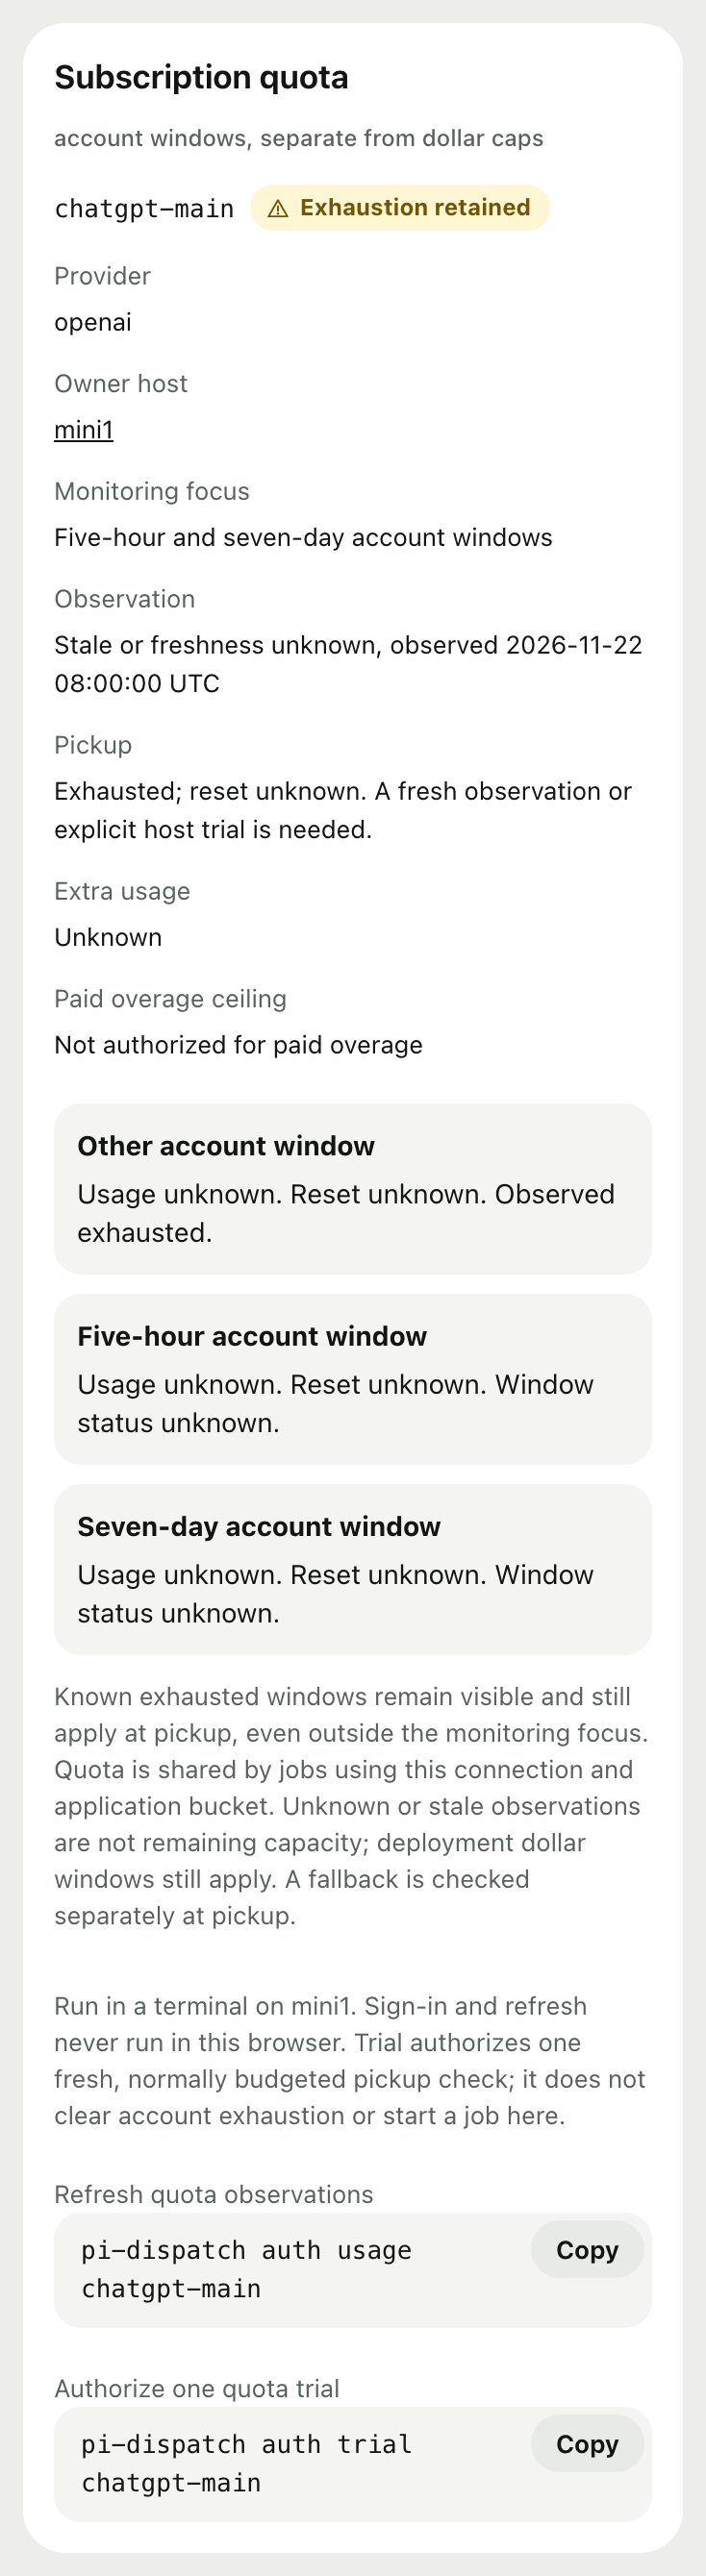 Subscription quota
account windows, separate from dollar caps
chatgpt-main Exhaustion retained
Provider
openai
Owner host
mini1
Monitoring focus
Five-hour and seven-day account windows
Observation
Stale or freshness unknown, observed 2026-11-22
08:00:00 UTC
Pickup
Exhausted; reset unknown. A fresh observation or
explicit host trial is needed.
Extra usage
Unknown
Paid overage ceiling
Not authorized for paid overage
Other account window
Usage unknown. Reset unknown. Observed
exhausted.
Five-hour account window
Usage unknown. Reset unknown. Window
status unknown.
Seven-day account window
Usage unknown. Reset unknown. Window
status unknown.
Known exhausted windows remain visible and still
apply at pickup, even outside the monitoring focus.
Quota is shared by jobs using this connection and
application bucket. Unknown or stale observations
are not remaining capacity; deployment dollar
windows still apply. A fallback is checked
separately at pickup.
Run in a terminal on mini1. Sign-in and refresh
never run in this browser. Trial authorizes one
fresh, normally budgeted pickup check; it does not
clear account exhaustion or start a job here.
Refresh quota observations
pi-dispatch auth usage Copy
chatgpt-main
Authorize one quota trial
pi-dispatch auth trial Copy
chatgpt-main